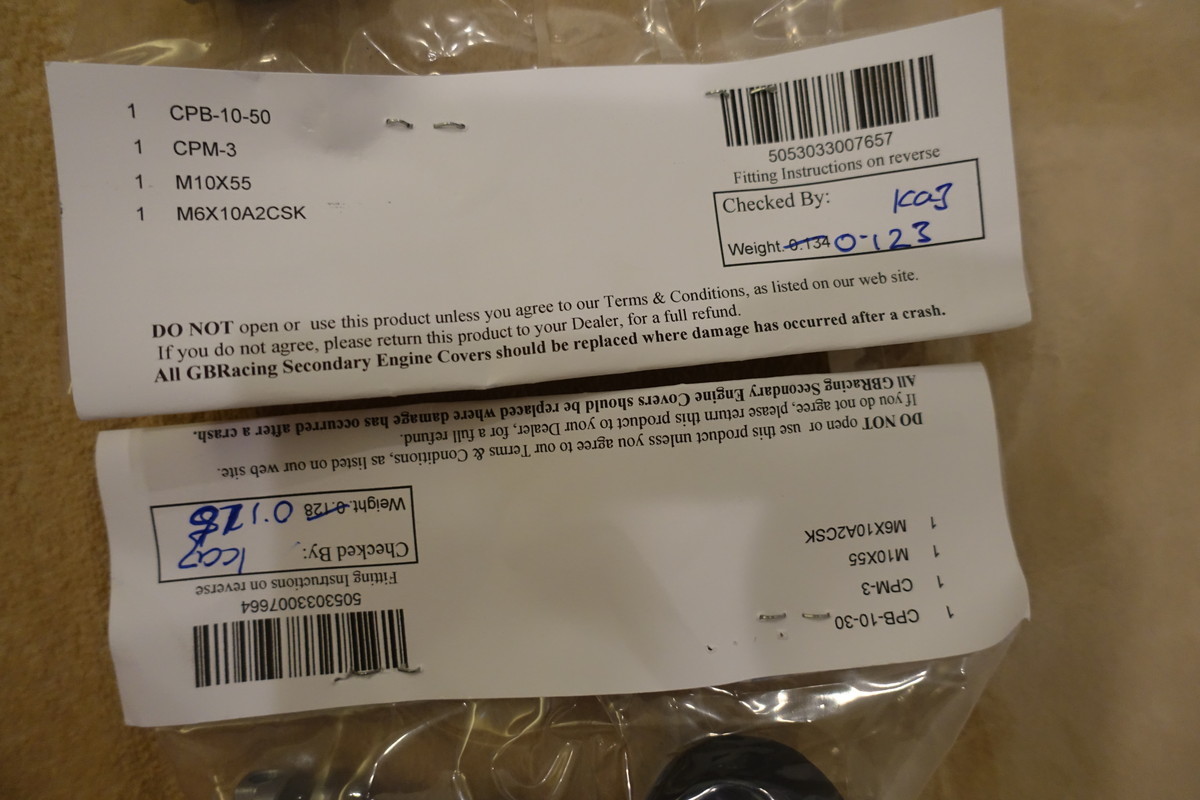 1 CPB-10-50
1 CPM-3
1 M10X55
1 M6X10A2CSK
5053033007657
Fitting Instructions on reverse
Checked By: Kaz
Weight. 0.134 0.123
DO NOT open or use this product unless you agree to our Terms & Conditions, as listed on our web site.
If you do not agree, please return this product to your Dealer, for a full refund.
All GBRacing Secondary Engine Covers should be replaced where damage has occurred after a crash.
1 CPB-10-30
1 CPM-3
1 M10X55
1 M6X10A2CSK
5053033007664
Fitting Instructions on reverse
Checked By: Kaz
Weight. 0.128 0.1
DO NOT open or use this product unless you agree to our Terms & Conditions, as listed on our web site.
If you do not agree, please return this product to your Dealer, for a full refund.
All GBRacing Secondary Engine Covers should be replaced where damage has occurred after a crash.